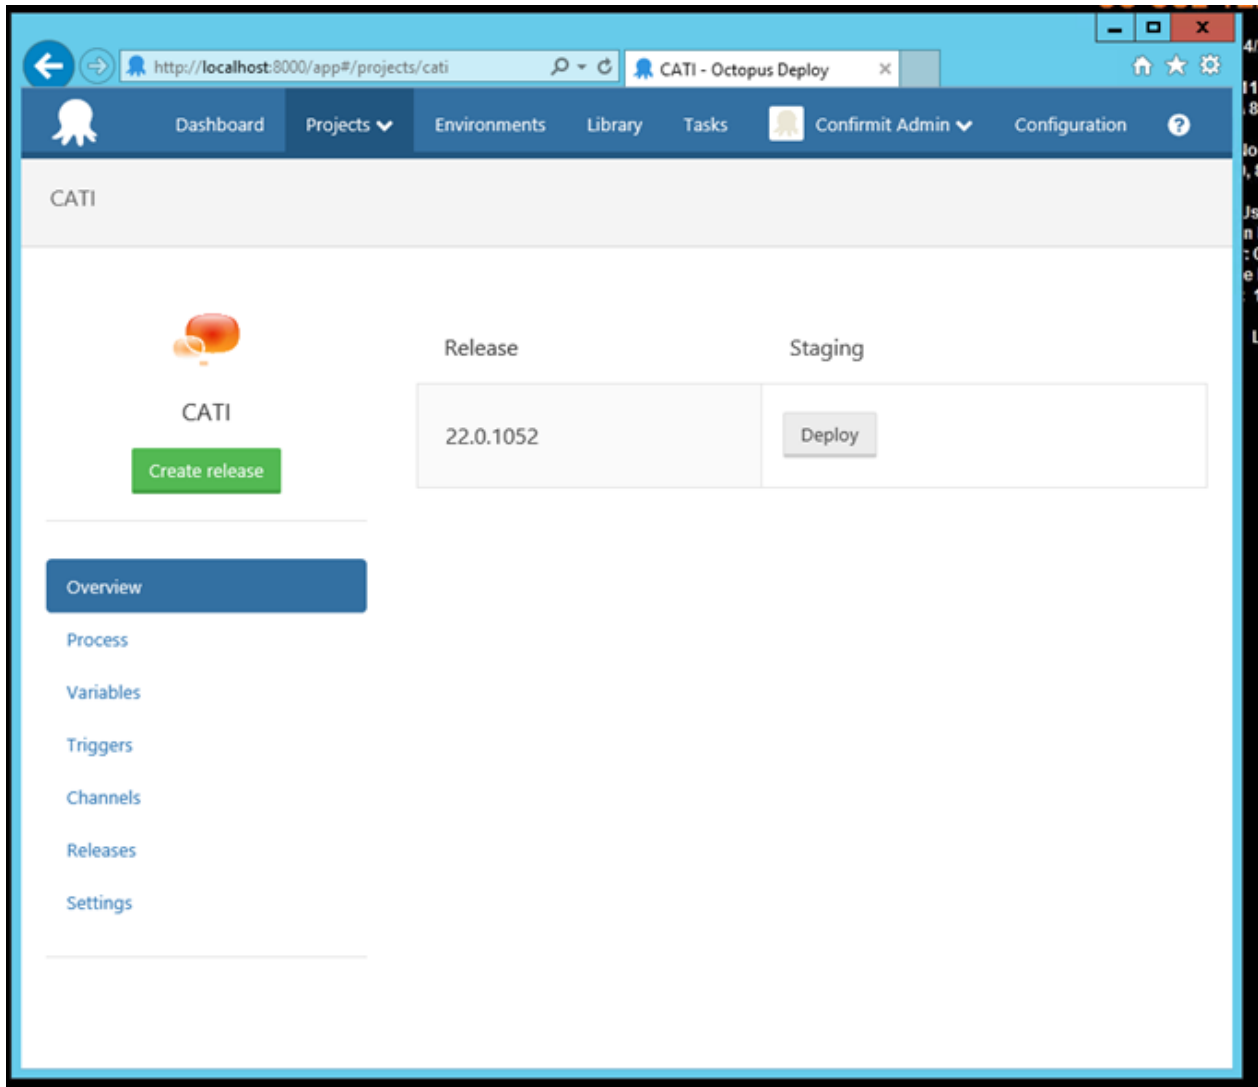 http://localhost:8000/app#/projects/cati
CATI - Octopus Deploy
Dashboard Projects Environments Library Tasks Confirmit Admin Configuration ?
CATI
CATI
Create release
Overview
Process
Variables
Triggers
Channels
Releases
Settings
Release Staging
22.0.1052 Deploy